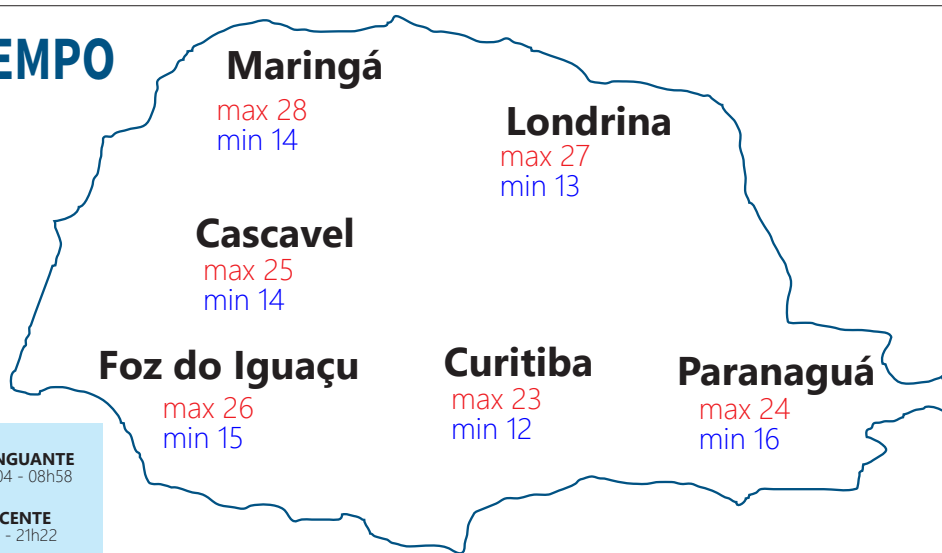 EMPO
Maringá
max 28
min 14
Londrina
max 27
min 13
Cascavel
max 25
min 14
Foz do Iguaçu
max 26
min 15
Curitiba
max 23
min 12
Paranaguá
max 24
min 16
NGUANTE
04 - 08h58
CENTE
- 21h22